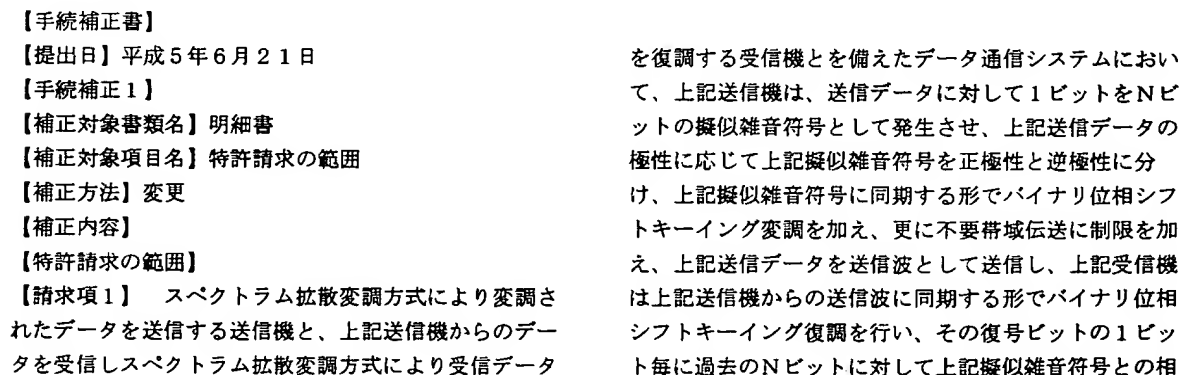 【手続補正書】
【提出日】平成5年6月21日
【手続補正1】
【補正対象書類名】明細書
【補正対象項目名】特許請求の範囲
【補正方法】変更
【補正内容】
【特許請求の範囲】
【請求項1】　スペクトラム拡散変調方式により変調さ
れたデータを送信する送信機と、上記送信機からのデー
タを受信しスペクトラム拡散変調方式により受信データ
を復調する受信機とを備えたデータ通信システムにおい
て、上記送信機は、送信データに対して1ビットをNビ
ットの擬似雑音符号として発生させ、上記送信データの
極性に応じて上記擬似雑音符号を正極性と逆極性に分
け、上記擬似雑音符号に同期する形でバイナリ位相シフ
トキーイング変調を加え、更に不要帯域伝送に制限を加
え、上記送信データを送信波として送信し、上記受信機
は上記送信機からの送信波に同期する形でバイナリ位相
シフトキーイング復調を行い、その復号ビットの1ビッ
ト毎に過去のNビットに対して上記擬似雑音符号との相